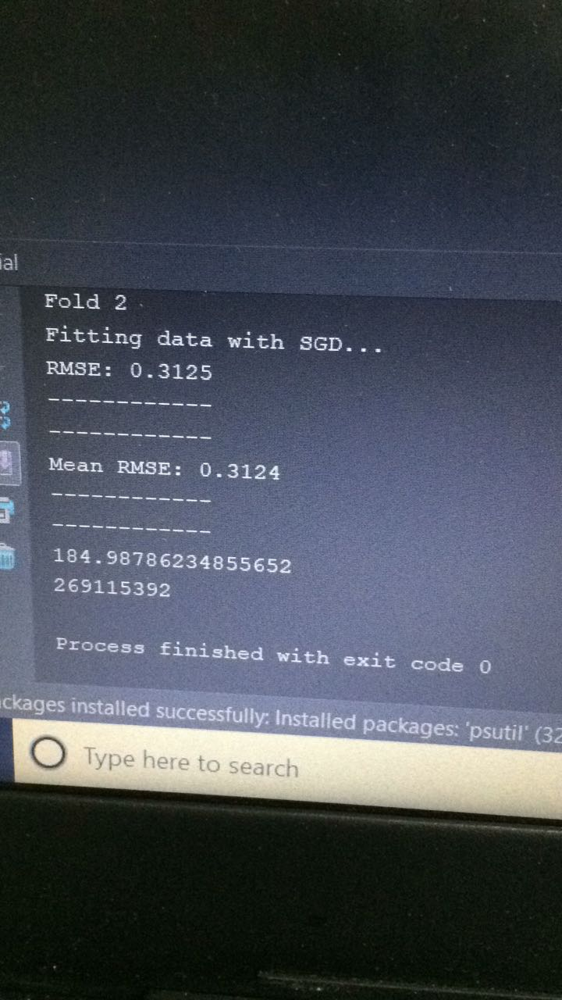 ial
Fold 2
Fitting data with SGD...
RMSE: 0.3125
------------
------------
Mean RMSE: 0.3124
------------
------------
184.98786234855652
269115392
Process finished with exit code 0
ckages installed successfully: Installed packages: 'psutil' (32
Type here to search